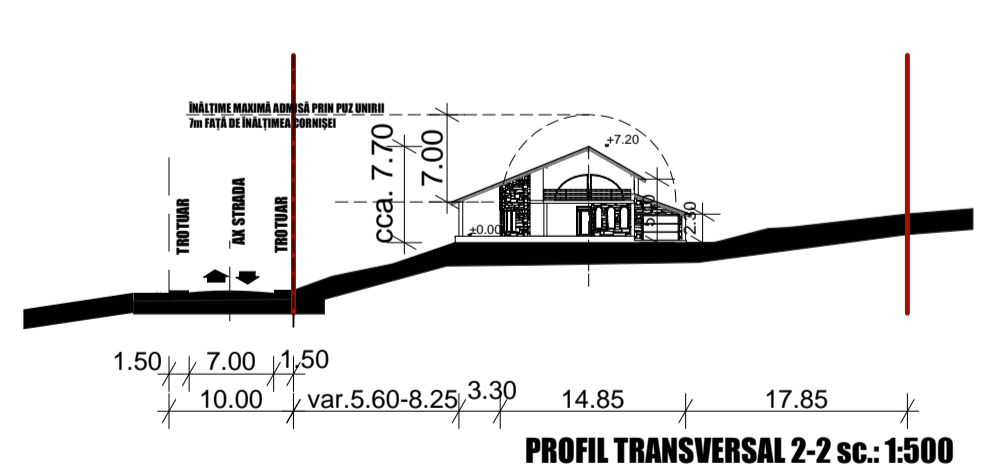 ÎNĂLȚIME MAXIMĂ ADMISĂ PRIN PUZ UNIRII
7m FAȚĂ DE ÎNĂLȚIMEA CORNIȘEI
cca. 7.70
7.00
+7.20
TROTUAR
AX STRADA
TROTUAR
±0.00
2.30
1.50
7.00
1.50
10.00
var.5.60-8.25
3.30
14.85
17.85
PROFIL TRANSVERSAL 2-2 sc.: 1:500